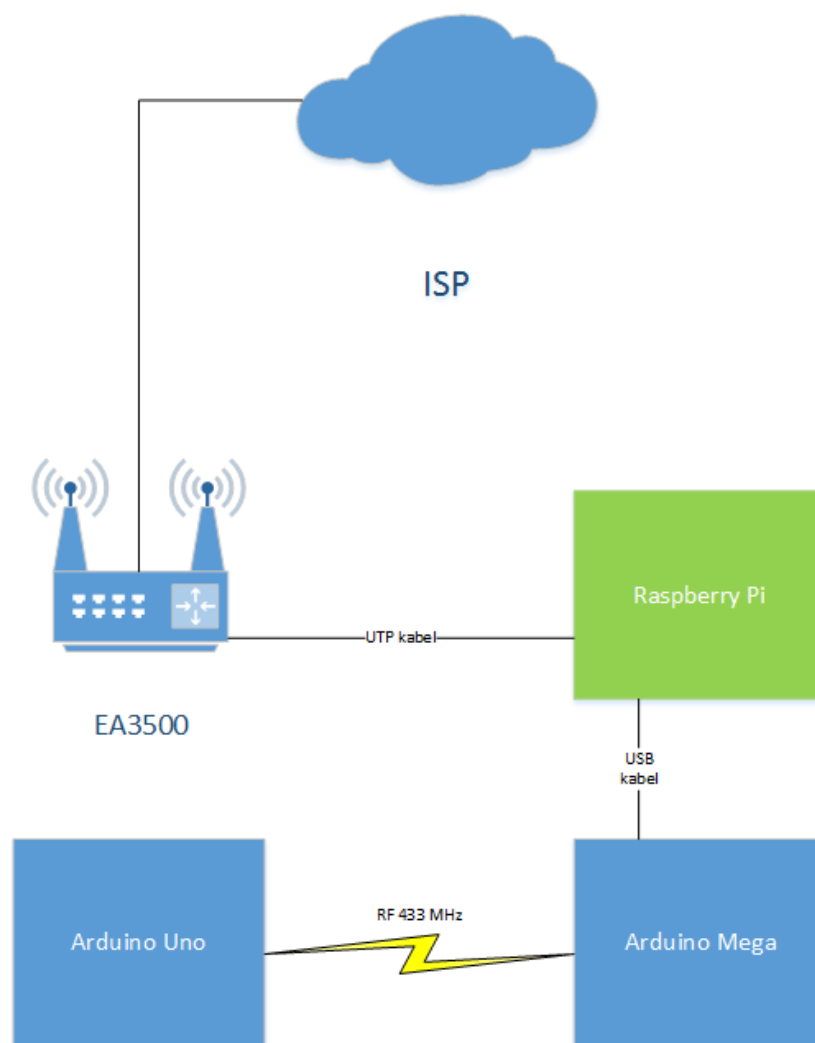 ISP
Raspberry Pi
UTP kabel
EA3500
USB
kabel
RF 433 MHz
Arduino Uno
Arduino Mega